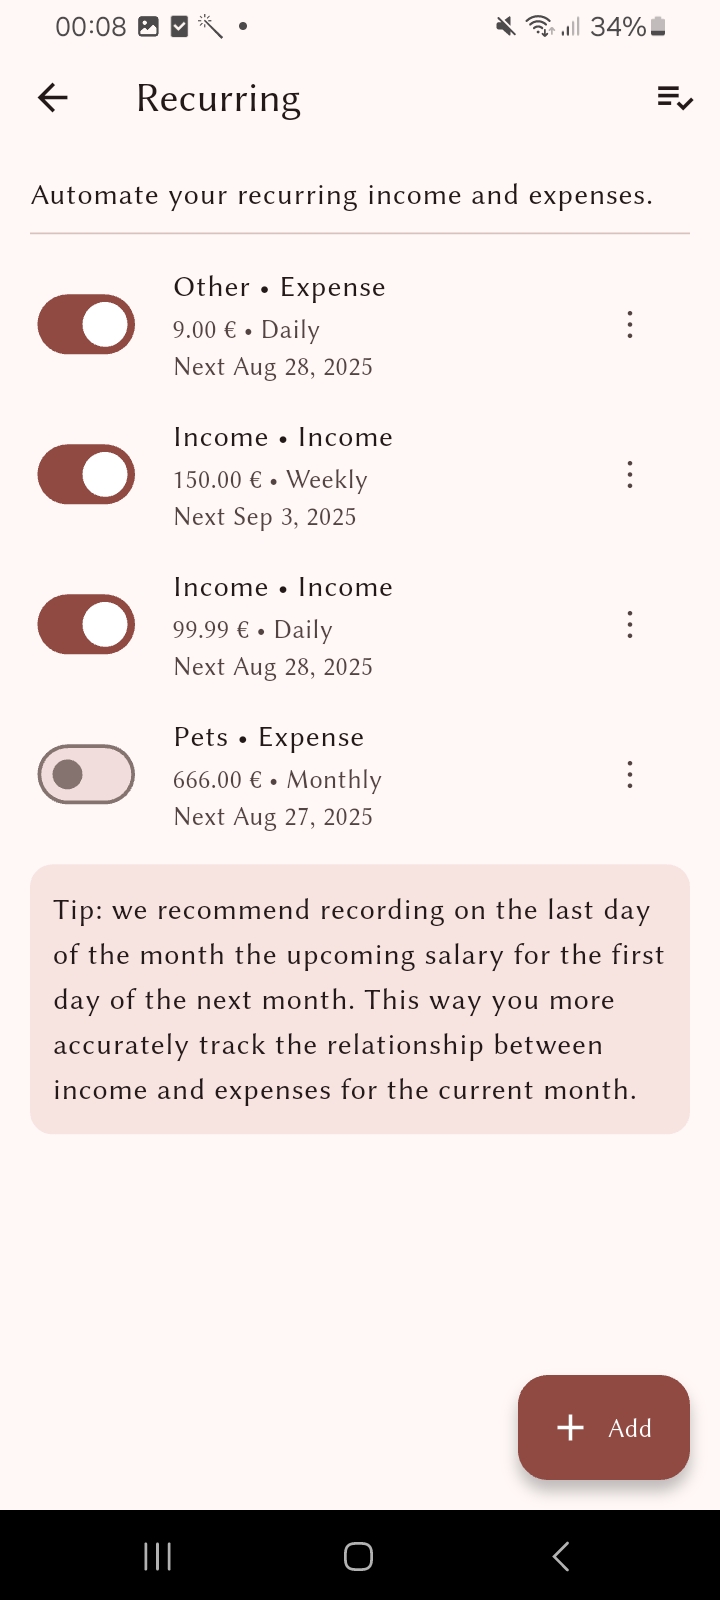 00:08
34%
Recurring
Automate your recurring income and expenses.
Other • Expense
9.00 € • Daily
Next Aug 28, 2025
Income • Income
150.00 € • Weekly
Next Sep 3, 2025
Income • Income
99.99 € • Daily
Next Aug 28, 2025
Pets • Expense
666.00 € • Monthly
Next Aug 27, 2025
Tip: we recommend recording on the last day
of the month the upcoming salary for the first
day of the next month. This way you more
accurately track the relationship between
income and expenses for the current month.
Add